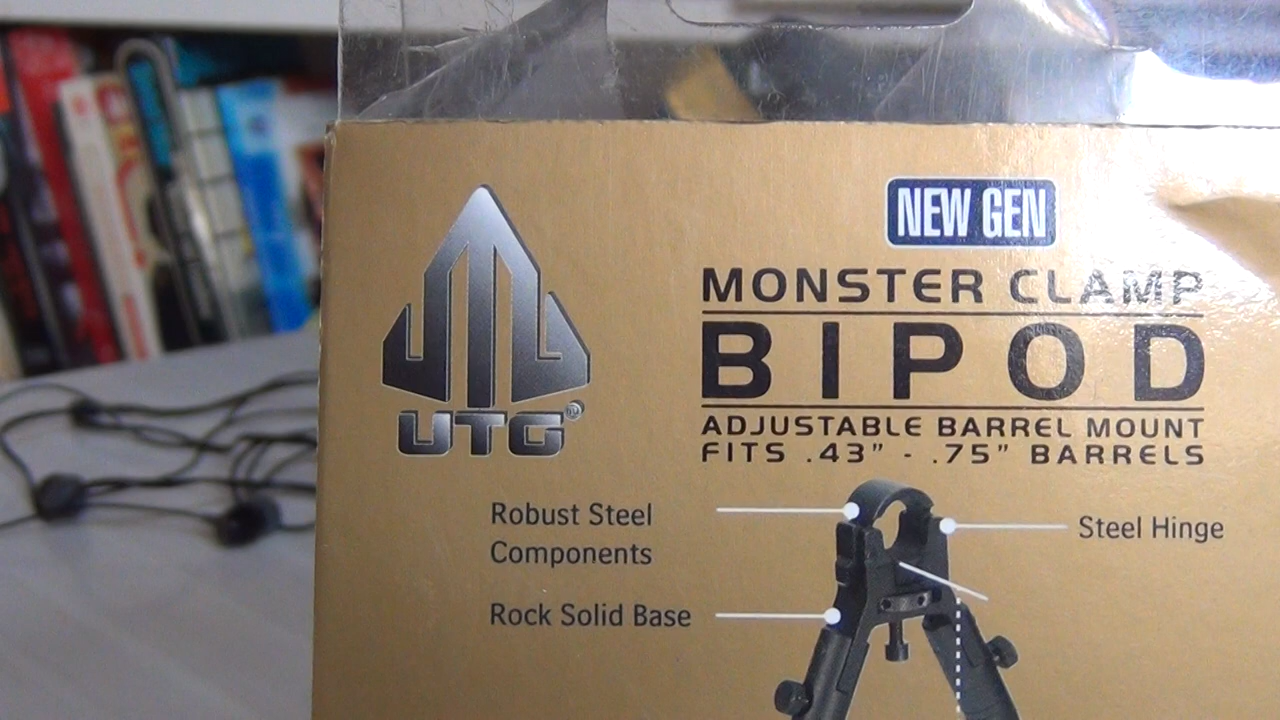 NEW GEN
MONSTER CLAMP
BIPOD
ADJUSTABLE BARREL MOUNT
FITS .43” - .75” BARRELS
UTG®
Robust Steel
Components
Steel Hinge
Rock Solid Base